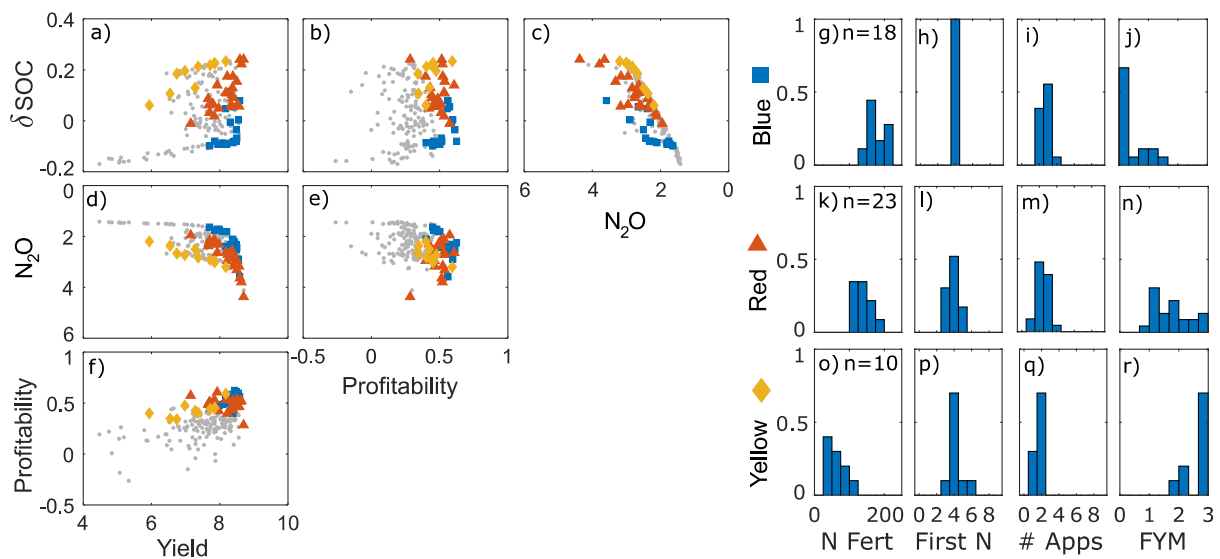 a)
b)
c)
g) n=18
h)
i)
j)
0.4
0.2
0
-0.2
δSOC
6
4
2
0
N₂O
1
0.5
0
Blue
d)
e)
0
2
4
6
N₂O
-0.5
0
0.5
1
Profitability
k) n=23
l)
m)
n)
1
0.5
0
Red
f)
1
0.5
0
-0.5
Profitability
4
6
8
10
Yield
o) n=10
p)
q)
r)
1
0.5
0
Yellow
0
200
N Fert
0 2 4 6 8
First N
0 2 4 6 8
# Apps
0
1
2
3
FYM